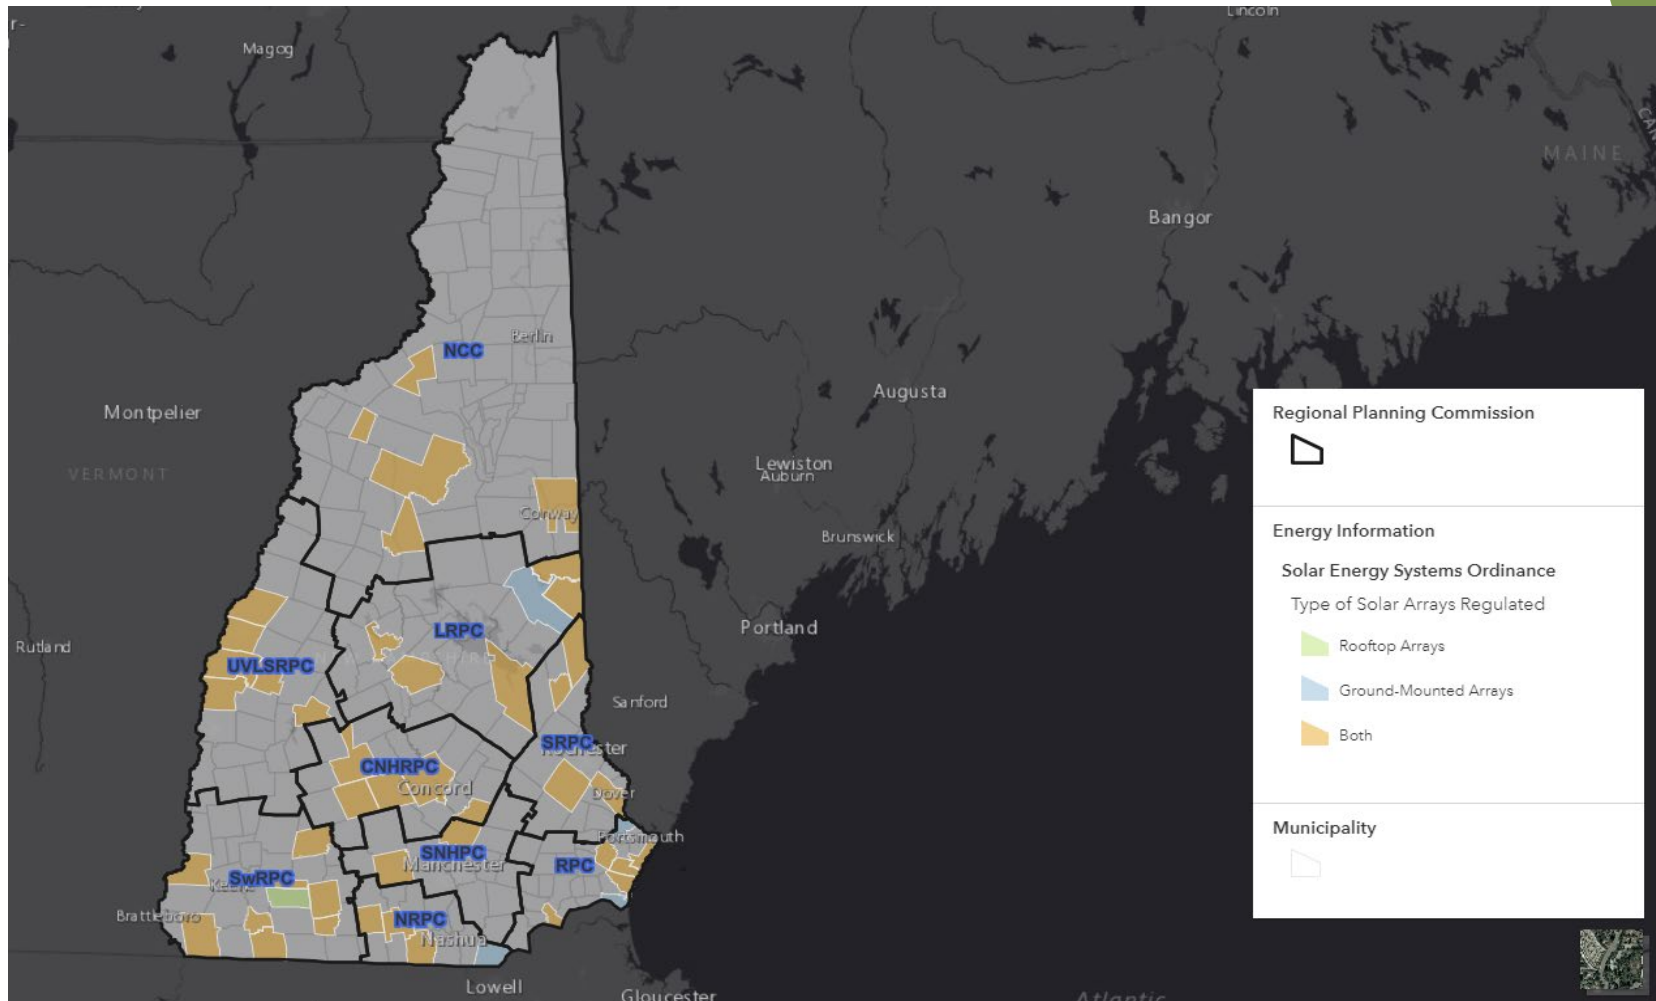 Lincoln
Magog
MAINE
Bangor
Berlin
NCC
Augusta
Montpelier
VERMONT
Lewiston
Auburn
Conway
Brunswick
LRPC
Portland
Rutland
UVLSRPC
Sanford
SRPC
CNHRPC
Concord
Dover
Portsmouth
SNHPC
Manchester
RPC
SwRPC
Keene
Brattleboro
NRPC
Nashua
Lowell
Gloucester
Atlantic
Regional Planning Commission
Energy Information
Solar Energy Systems Ordinance
Type of Solar Arrays Regulated
Rooftop Arrays
Ground-Mounted Arrays
Both
Municipality